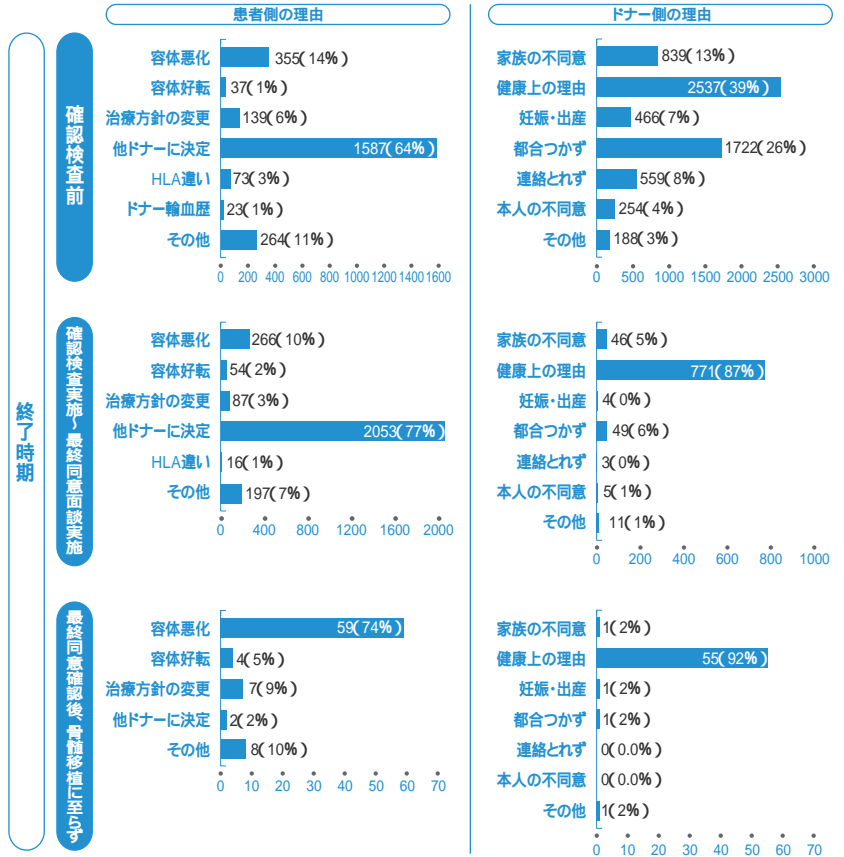 患者側の理由
ドナー側の理由
終了時期
確認検査前
容体悪化 355(14%)
容体好転 37(1%)
治療方針の変更 139(6%)
他ドナーに決定 1587(64%)
HLA違い 73(3%)
ドナー輸血歴 23(1%)
その他 264(11%)
0 200 400 600 800 1000 1200 1400 1600
家族の不同意 839(13%)
健康上の理由 2537(39%)
妊娠・出産 466(7%)
都合つかず 1722(26%)
連絡とれず 559(8%)
本人の不同意 254(4%)
その他 188(3%)
0 500 1000 1500 2000 2500 3000
確認検査実施〜最終同意面談実施
容体悪化 266(10%)
容体好転 54(2%)
治療方針の変更 87(3%)
他ドナーに決定 2053(77%)
HLA違い 16(1%)
その他 197(7%)
0 400 800 1200 1600 2000
家族の不同意 46(5%)
健康上の理由 771(87%)
妊娠・出産 4(0%)
都合つかず 49(6%)
連絡とれず 3(0%)
本人の不同意 5(1%)
その他 11(1%)
0 200 400 600 800 1000
最終同意確認後、骨髄移植に至らず
容体悪化 59(74%)
容体好転 4(5%)
治療方針の変更 7(9%)
他ドナーに決定 2(2%)
その他 8(10%)
0 10 20 30 40 50 60 70
家族の不同意 1(2%)
健康上の理由 55(92%)
妊娠・出産 1(2%)
都合つかず 1(2%)
連絡とれず 0(0.0%)
本人の不同意 0(0.0%)
その他 1(2%)
0 10 20 30 40 50 60 70